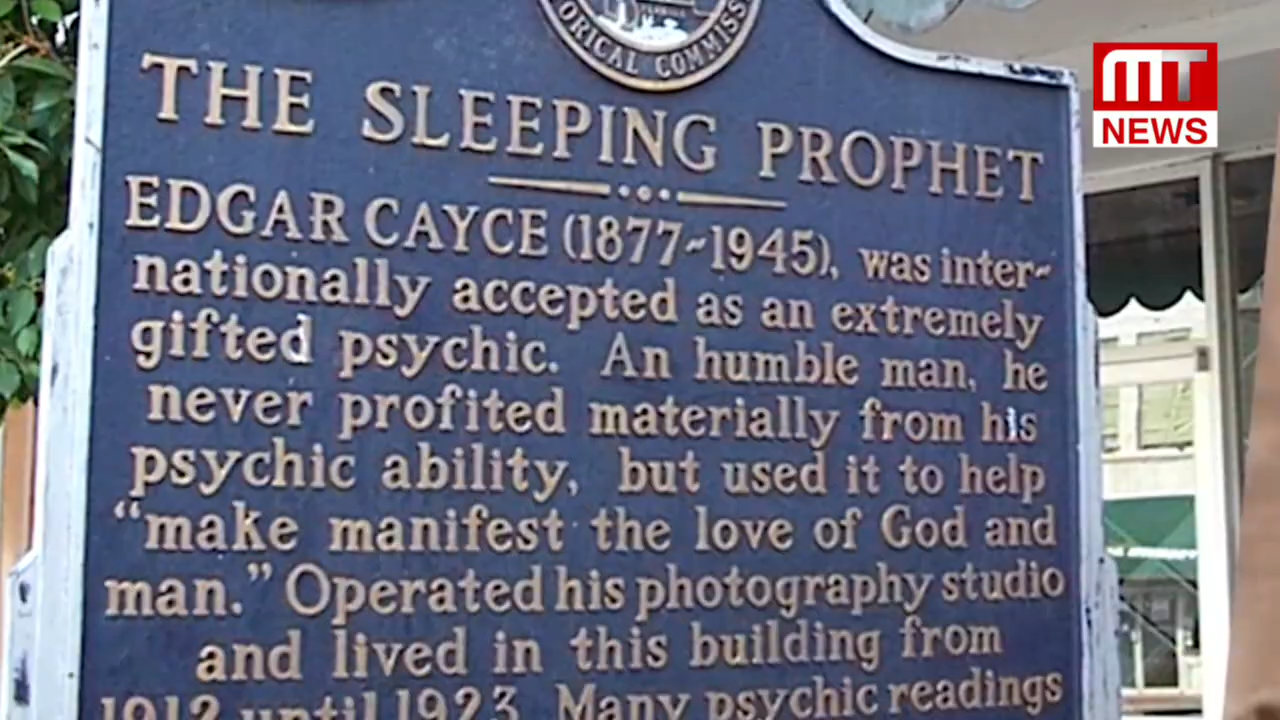 ORICAL COMMISS
MT
NEWS
THE SLEEPING PROPHET
EDGAR CAYCE (1877-1945), was inter-
nationally accepted as an extremely
gifted psychic. An humble man, he
never profited materially from his
psychic ability, but used it to help
“make manifest the love of God and
man.” Operated his photography studio
and lived in this building from
1912 until 1923. Many psychic readings